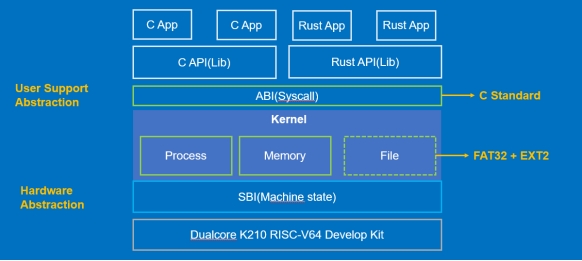 C App
C App
Rust App
Rust App
C API(Lib)
Rust API(Lib)
User Support
Abstraction
ABI(Syscall)
C Standard
Kernel
Process
Memory
File
FAT32 + EXT2
Hardware
Abstraction
SBI(Machine state)
Dualcore K210 RISC-V64 Develop Kit